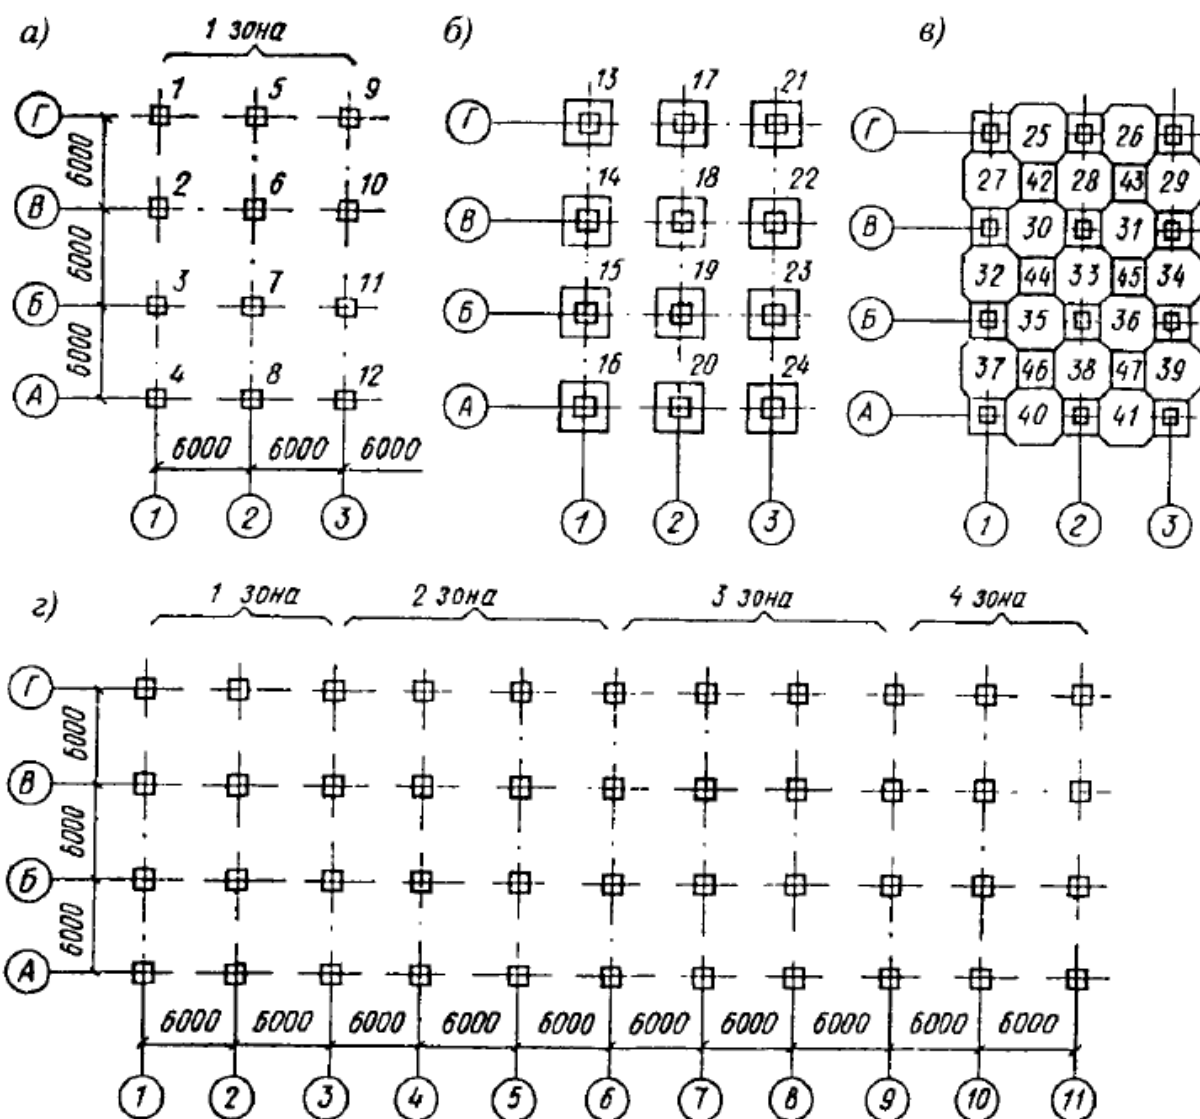 а)
1 зона
б)
в)
1 5 9
Г
2 6 10
В
3 7 11
Б
4 8 12
А
6000
6000
6000
6000 6000 6000
1 2 3
13 17 21
Г
14 18 22
В
15 19 23
Б
16 20 24
А
1 2 3
Г
25 26
27 42 28 43 29
В
30 31
32 44 33 45 34
Б
35 36
37 46 38 47 39
А
40 41
1 2 3
г)
1 зона 2 зона 3 зона 4 зона
Г
6000
В
6000
Б
6000
А
6000 6000 6000 6000 6000 6000 6000 6000 6000 6000
1 2 3 4 5 6 7 8 9 10 11